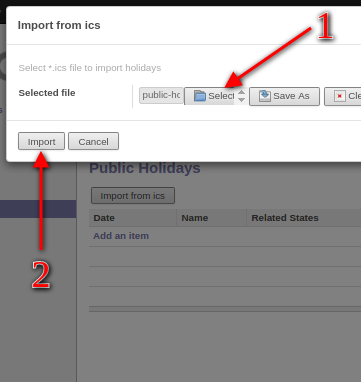 1
Import from ics
Select *.ics file to import holidays
Selected file
public-hc Select Save As Cle
Import Cancel
Public Holidays
Import from ics
Date Name Related States
Add an item
2